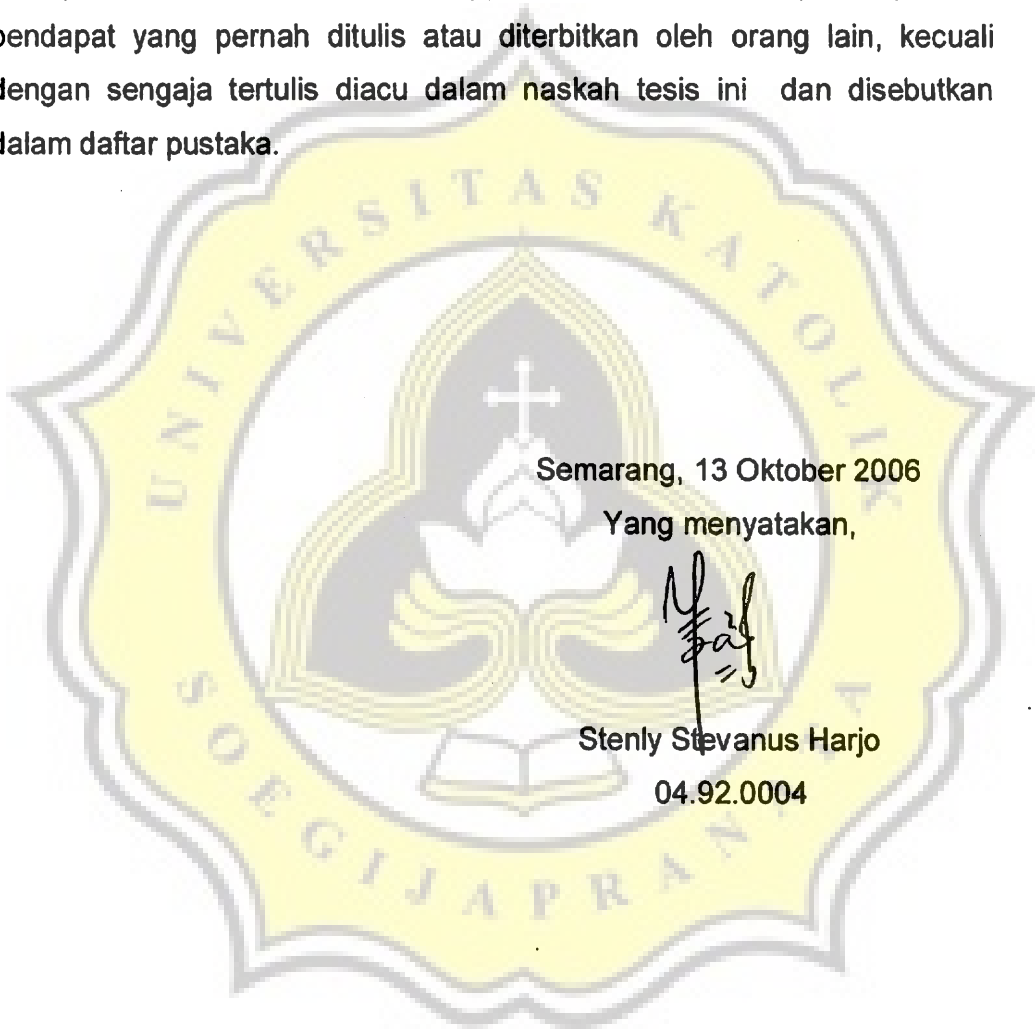 pendapat yang pernah ditulis atau diterbitkan oleh orang lain, kecuali
dengan sengaja tertulis diacu dalam naskah tesis ini dan disebutkan
dalam daftar pustaka.
UNIVERSITAS KATOLIK
Semarang, 13 Oktober 2006
Yang menyatakan,
Stenly Stevanus Harjo
04.92.0004
SOEGIJAPRANATA